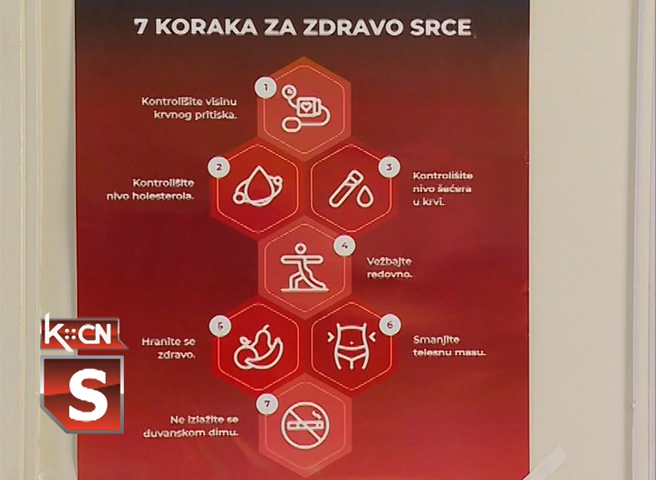 7 KORAKA ZA ZDRAVO SRCE
1
Kontrolišite visinu
krvnog pritiska.
2
Kontrolišite
nivo holesterola.
3
Kontrolišite
nivo šećera
u krvi.
4
Vežbajte
redovno.
5
Hranite se
zdravo.
6
Smanjite
telesnu masu.
7
Ne izlažite se
duvanskom dimu.
K::CN
S